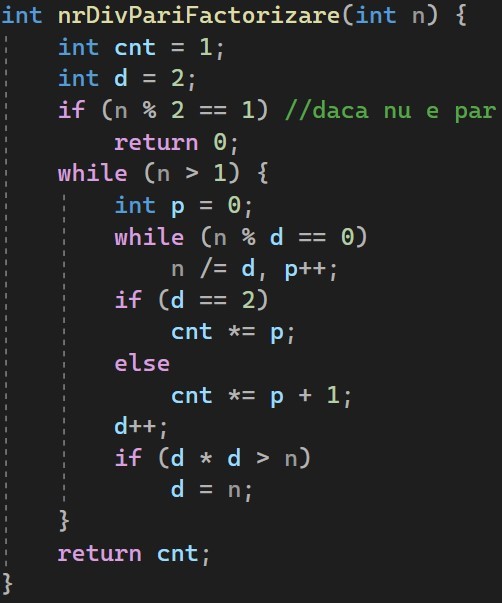 int nrDivPariFactorizare(int n) {
    int cnt = 1;
    int d = 2;
    if (n % 2 == 1) //daca nu e par
        return 0;
    while (n > 1) {
        int p = 0;
        while (n % d == 0)
            n /= d, p++;
        if (d == 2)
            cnt *= p;
        else
            cnt *= p + 1;
        d++;
        if (d * d > n)
            d = n;
    }
    return cnt;
}